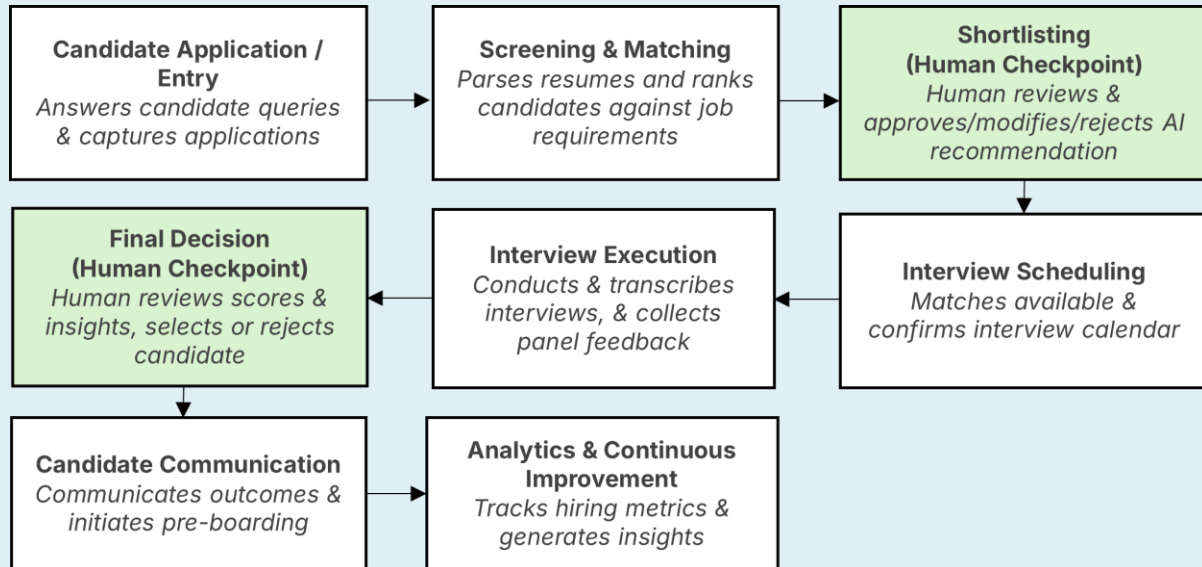 Candidate Application /
Entry
Answers candidate queries
& captures applications
Screening & Matching
Parses resumes and ranks
candidates against job
requirements
Shortlisting
(Human Checkpoint)
Human reviews &
approves/modifies/rejects AI
recommendation
Interview Scheduling
Matches available &
confirms interview calendar
Interview Execution
Conducts & transcribes
interviews, & collects
panel feedback
Final Decision
(Human Checkpoint)
Human reviews scores &
insights, selects or rejects
candidate
Candidate Communication
Communicates outcomes &
initiates pre-boarding
Analytics & Continuous
Improvement
Tracks hiring metrics &
generates insights